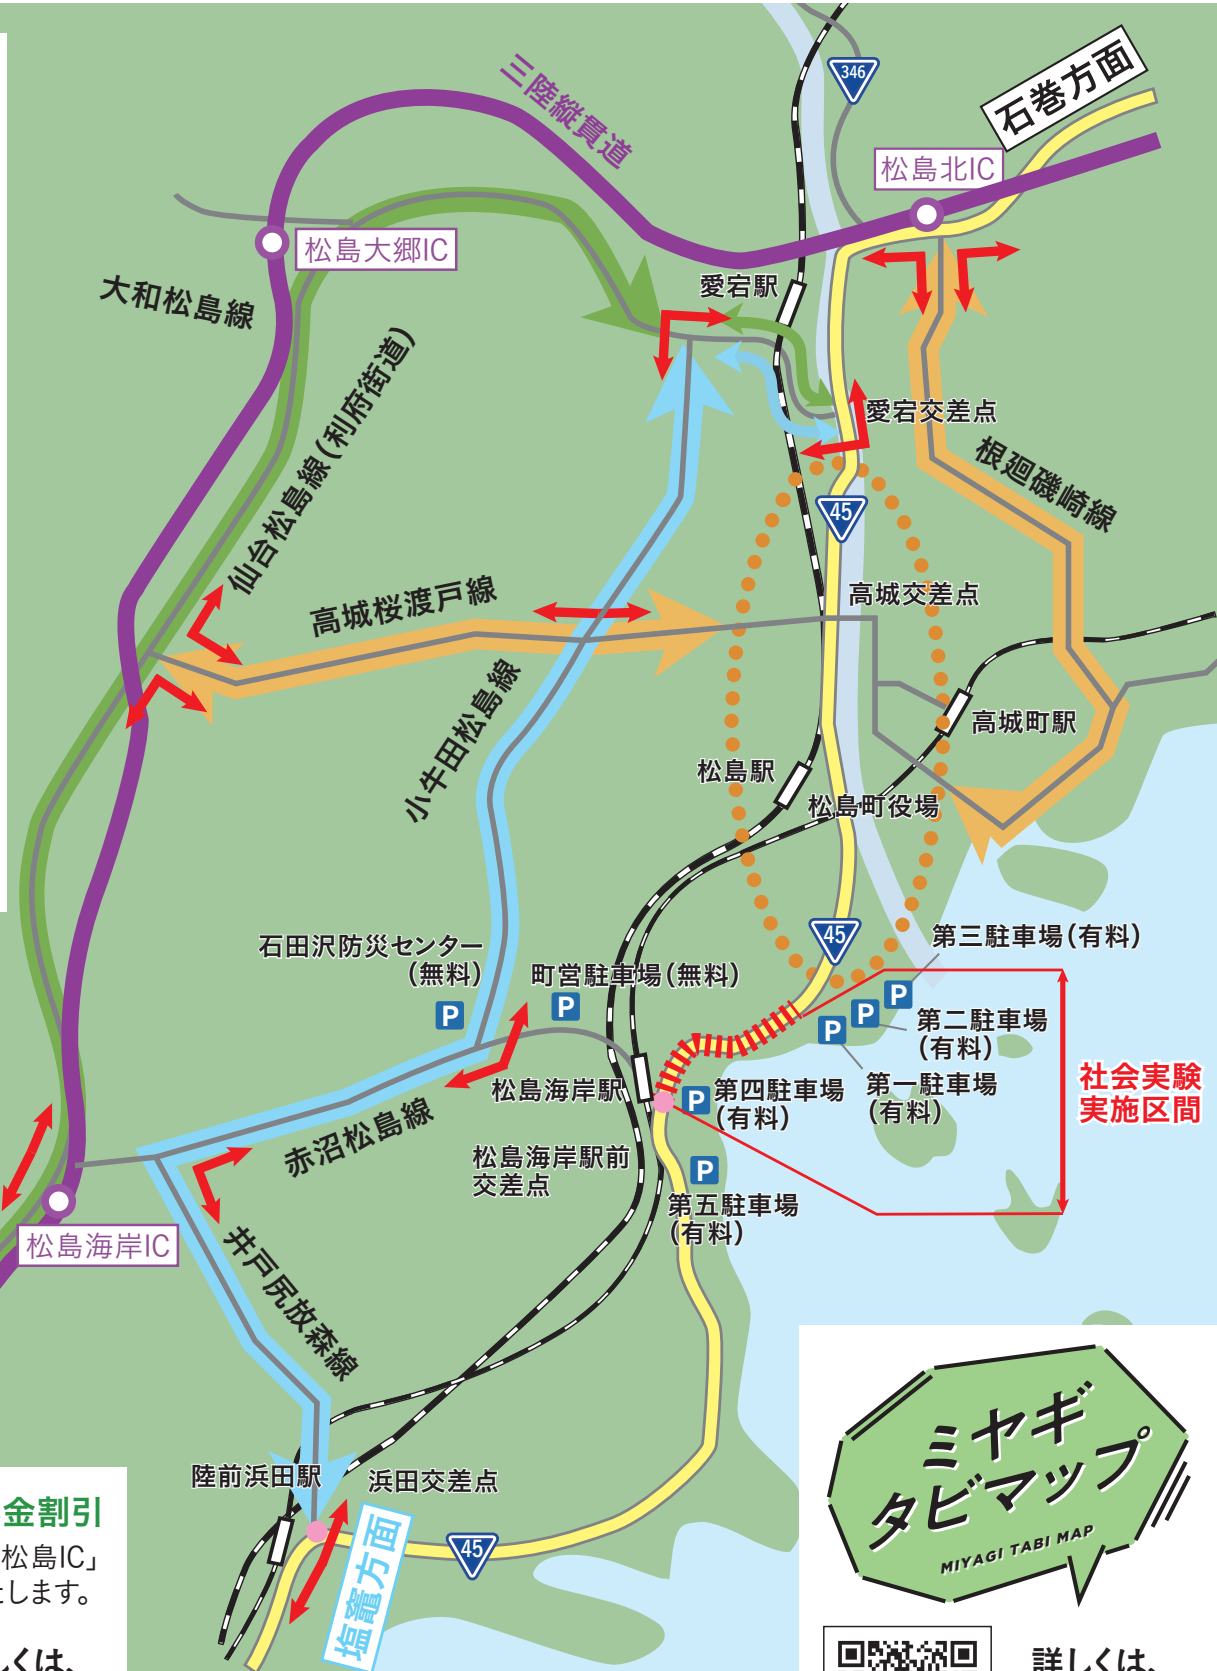 三陸縦貫道
346
石巻方面
松島北IC
松島大郷IC
大和松島線
愛宕駅
仙台松島線(利府街道)
愛宕交差点
根廻磯崎線
45
高城桜渡戸線
高城交差点
小牛田松島線
高城町駅
松島駅
松島町役場
石田沢防災センター
(無料)
町営駐車場(無料)
45
第三駐車場(有料)
P
P
P
P
P
第二駐車場
(有料)
松島海岸駅
P
第四駐車場
(有料)
第一駐車場
(有料)
社会実験
実施区間
赤沼松島線
松島海岸駅前
交差点
P
第五駐車場
(有料)
松島海岸IC
井戸尻放森線
陸前浜田駅
浜田交差点
45
塩竈方面
金割引
松島IC」
たします。
しくは、
ミヤギ
タビマップ
MIYAGI TABI MAP
詳しくは、